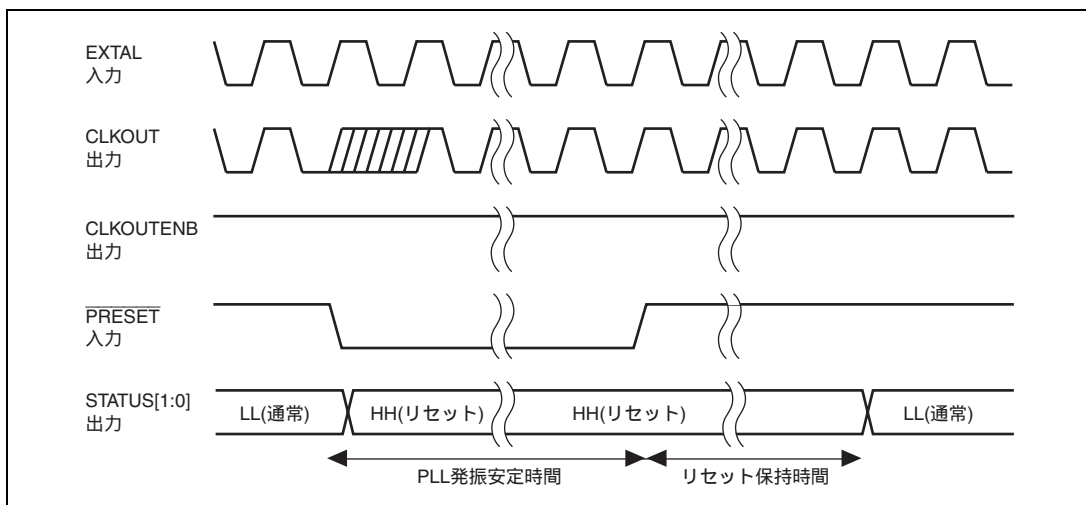 EXTAL
入力
CLKOUT
出力
CLKOUTENB
出力
PRESET
入力
STATUS[1:0]
出力
LL(通常)
HH(リセット)
HH(リセット)
LL(通常)
PLL発振安定時間
リセット保持時間